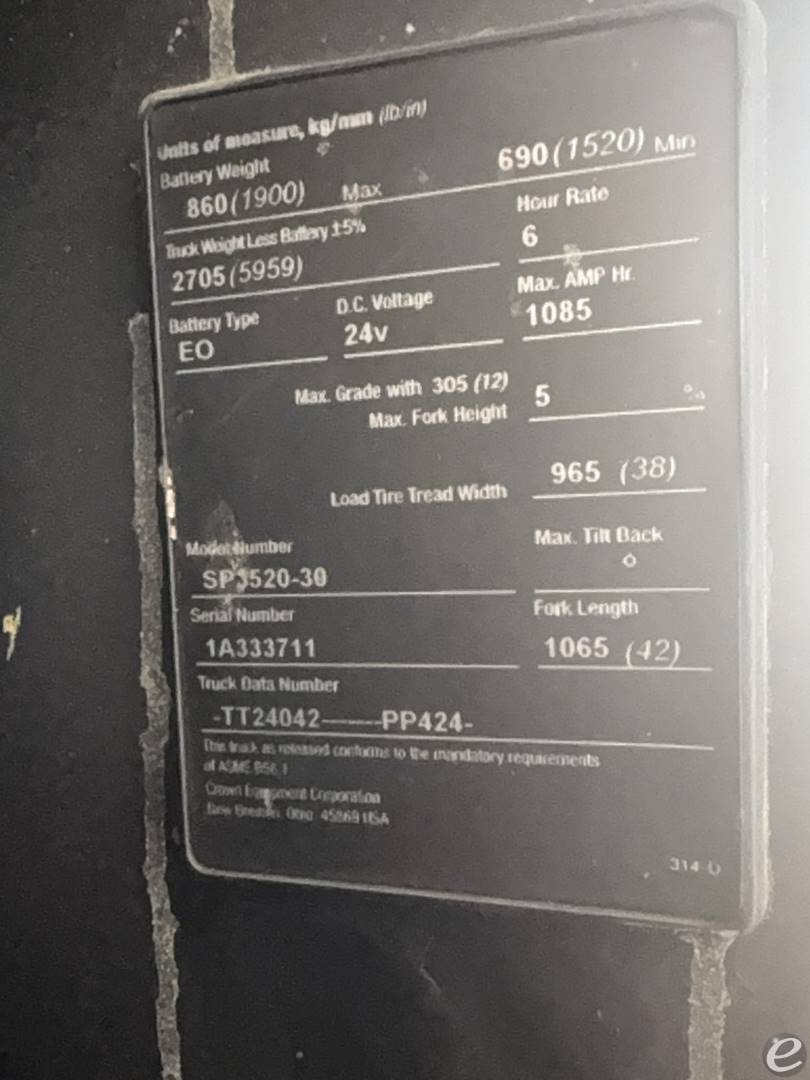 Units of measure, kg/mm (lb/in)
Battery Weight
860 (1900) Max 690 (1520) Min
Truck Weight Less Battery ±5% Hour Rate
2705 (5959) 6
Battery Type D.C. Voltage Max. AMP Hr.
EO 24v 1085
Max. Grade with 305 (12) 5 %
Max. Fork Height
Load Tire Tread Width 965 (38)
Model Number Max. Tilt Back
SP3520-30 °
Serial Number Fork Length
1A333711 1065 (42)
Truck Data Number
-TT24042------PP424-
This truck as released conforms to the mandatory requirements
of ASME B56.1
Crown Equipment Corporation
New Bremen, Ohio 45869 USA
314-D
e